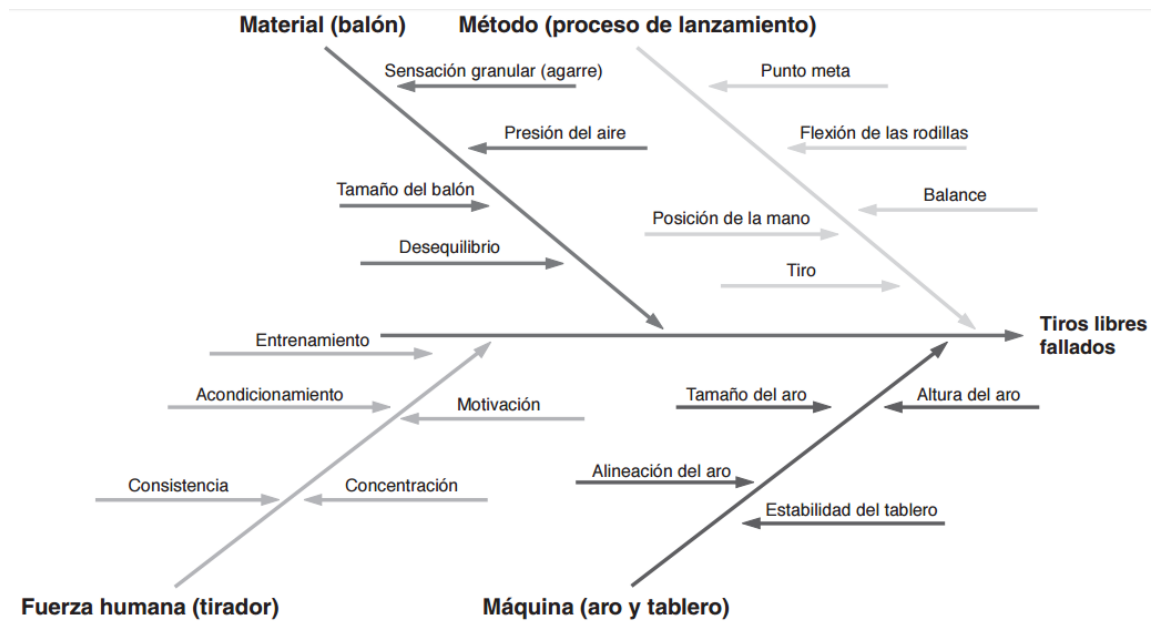 Material (balón)
Método (proceso de lanzamiento)
Sensación granular (agarre)
Punto meta
Presión del aire
Flexión de las rodillas
Tamaño del balón
Balance
Posición de la mano
Desequilibrio
Tiro
Tiros libres
fallados
Entrenamiento
Acondicionamiento
Motivación
Tamaño del aro
Altura del aro
Consistencia
Concentración
Alineación del aro
Estabilidad del tablero
Fuerza humana (tirador)
Máquina (aro y tablero)